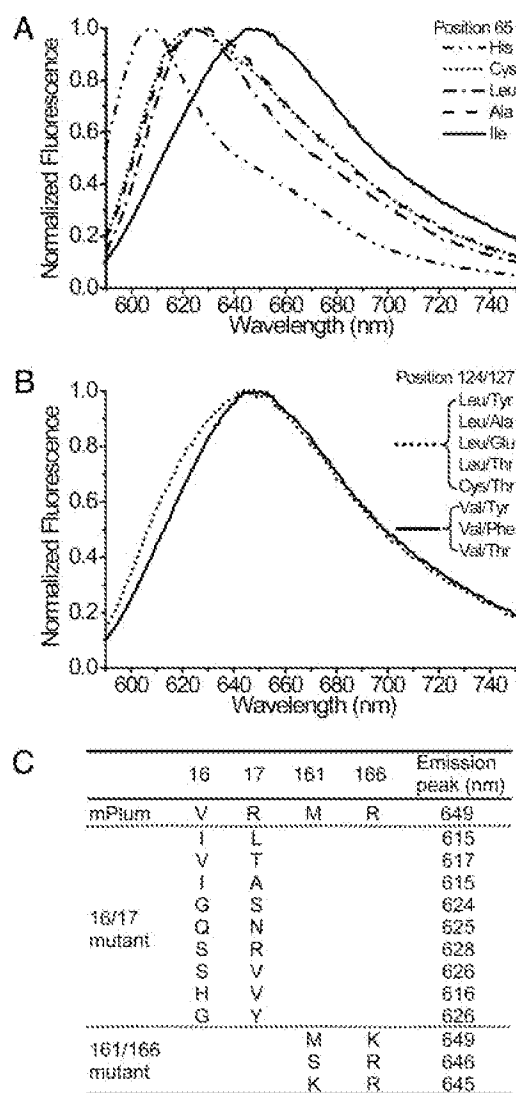 A
Position 65
His
Cys
Leu
Ala
Ile
Normalized Fluorescence
1.0
0.8
0.6
0.4
0.2
0.0
600 620 640 660 680 700 720 740
Wavelength (nm)
B
Position 124/127
Leu/Tyr
Leu/Ala
Leu/Glu
Leu/Thr
Cys/Thr
Val/Tyr
Val/Phe
Val/Thr
Normalized Fluorescence
1.0
0.8
0.6
0.4
0.2
0.0
600 620 640 660 680 700 720 740
Wavelength (nm)
C
16 17 161 166 Emission peak (nm)
mPlum V R M R 649
16/17 mutant
I L 615
V T 617
I A 615
G S 624
Q N 625
S R 628
S V 626
H V 616
G Y 626
161/166 mutant
M K 649
S R 646
K R 645